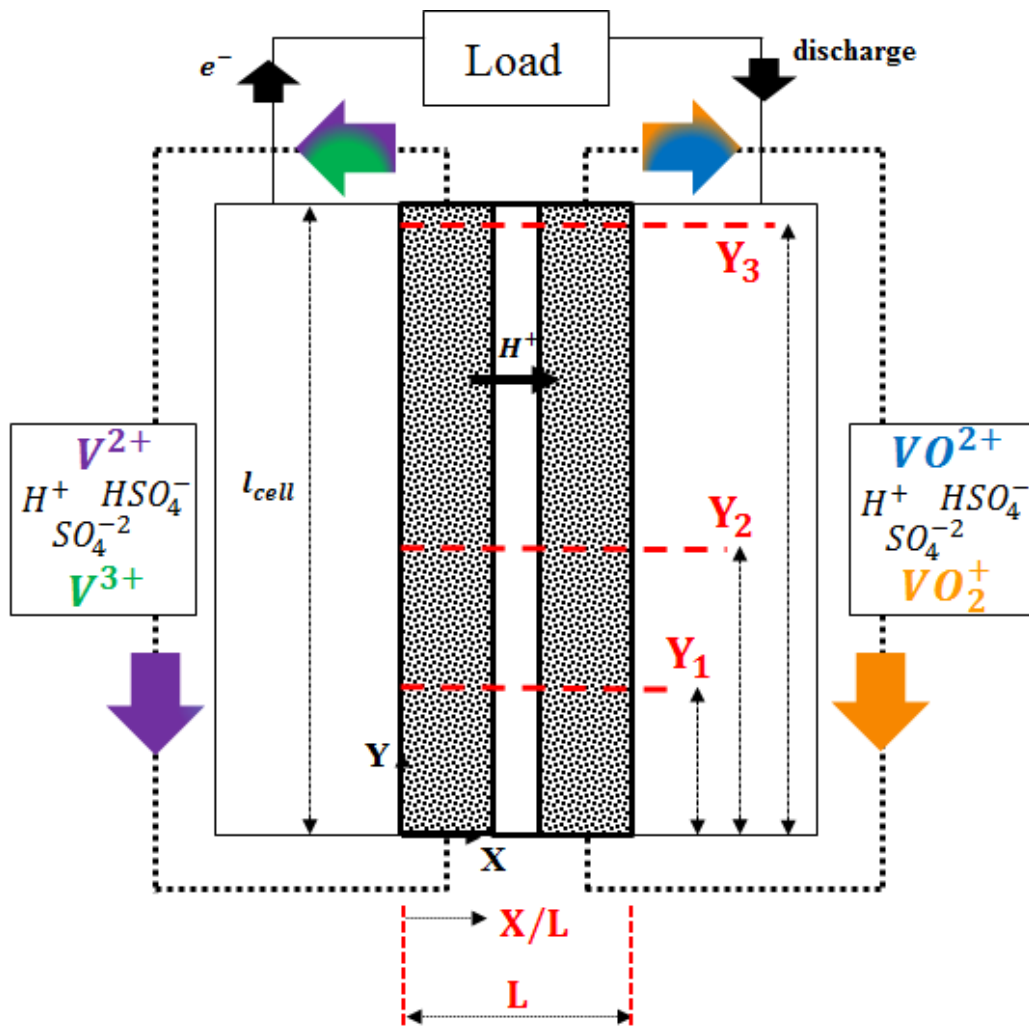 Load
e⁻
discharge
Y₃
H⁺
l_cell
V²⁺
H⁺ HSO₄⁻
SO₄⁻²
V³⁺
VO²⁺
H⁺ HSO₄⁻
SO₄⁻²
VO₂⁺
Y₂
Y₁
Y
X
X/L
L